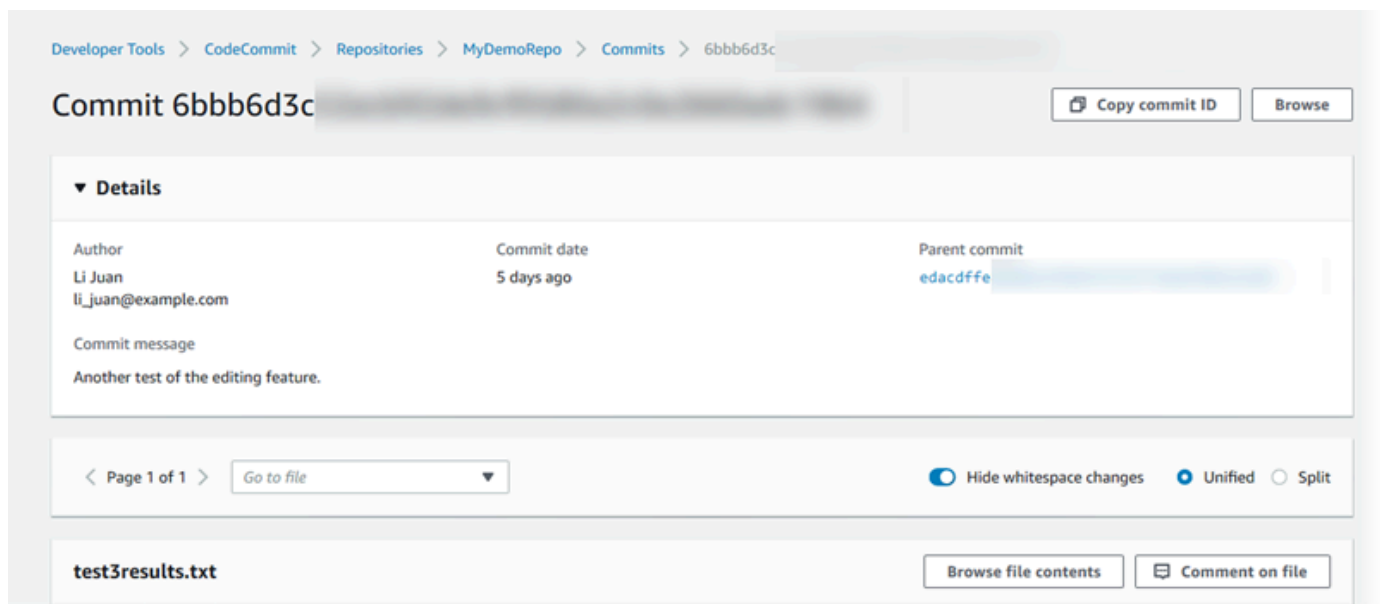 Developer Tools > CodeCommit > Repositories > MyDemoRepo > Commits > 6bbb6d3c
Commit 6bbb6d3c
Copy commit ID Browse
▼ Details
Author Commit date Parent commit
Li Juan 5 days ago edacdffe
li_juan@example.com
Commit message
Another test of the editing feature.
< Page 1 of 1 > Go to file ▼ Hide whitespace changes Unified Split
test3results.txt Browse file contents Comment on file